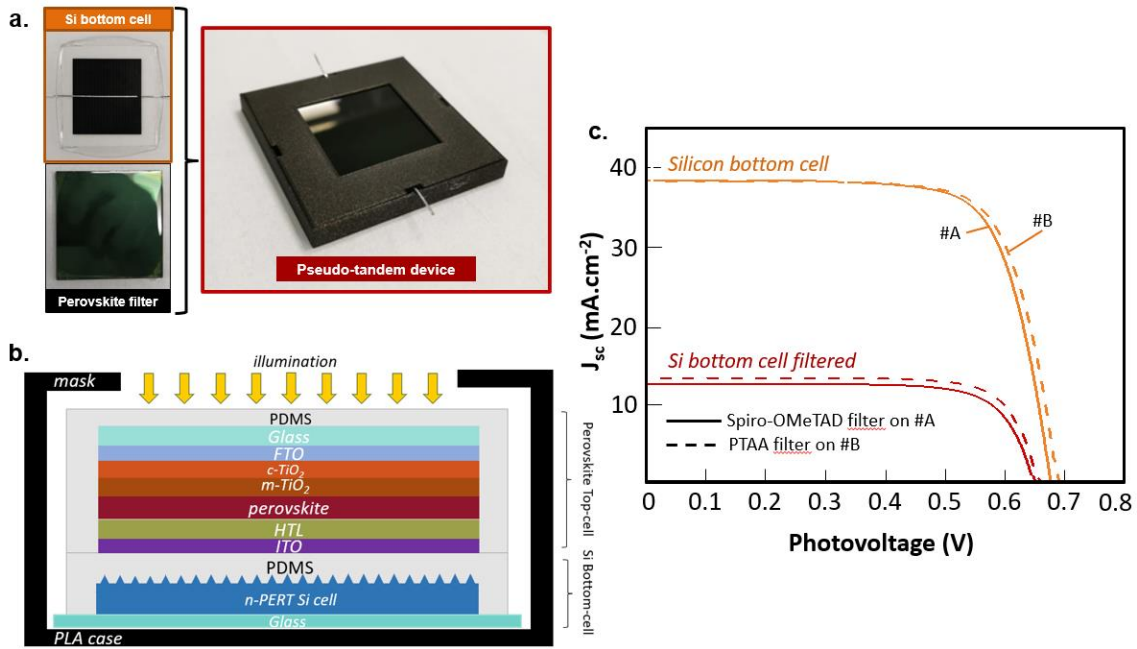 a.
Si bottom cell
Perovskite filter
Pseudo-tandem device
b.
illumination
mask
PDMS
Glass
FTO
c-TiO2
m-TiO2
perovskite
HTL
ITO
PDMS
n-PERT Si cell
Glass
PLA case
Perovskite Top-cell
Si Bottom-cell
c.
Silicon bottom cell
#A
#B
Si bottom cell filtered
Spiro-OMeTAD filter on #A
PTAA filter on #B
Jsc (mA.cm-2)
40
30
20
10
0
0.1
0.2
0.3
0.4
0.5
0.6
0.7
0.8
Photovoltage (V)